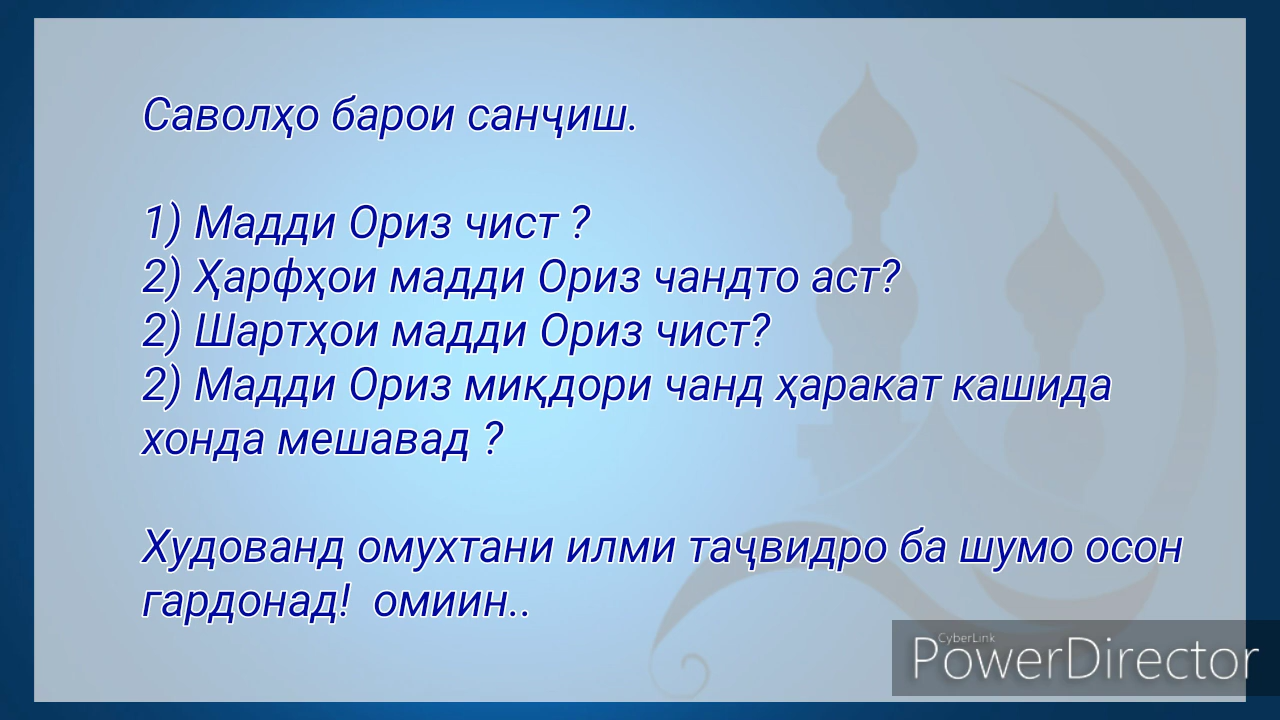 Саволҳо барои санҷиш.
1) Мадди Ориз чист ?
2) Ҳарфҳои мадди Ориз чандто аст?
2) Шартҳои мадди Ориз чист?
2) Мадди Ориз миқдори чанд ҳаракат кашида
хонда мешавад ?
Худованд омухтани илми таҷвидро ба шумо осон
гардонад!  омиин..
CyberLink
PowerDirector